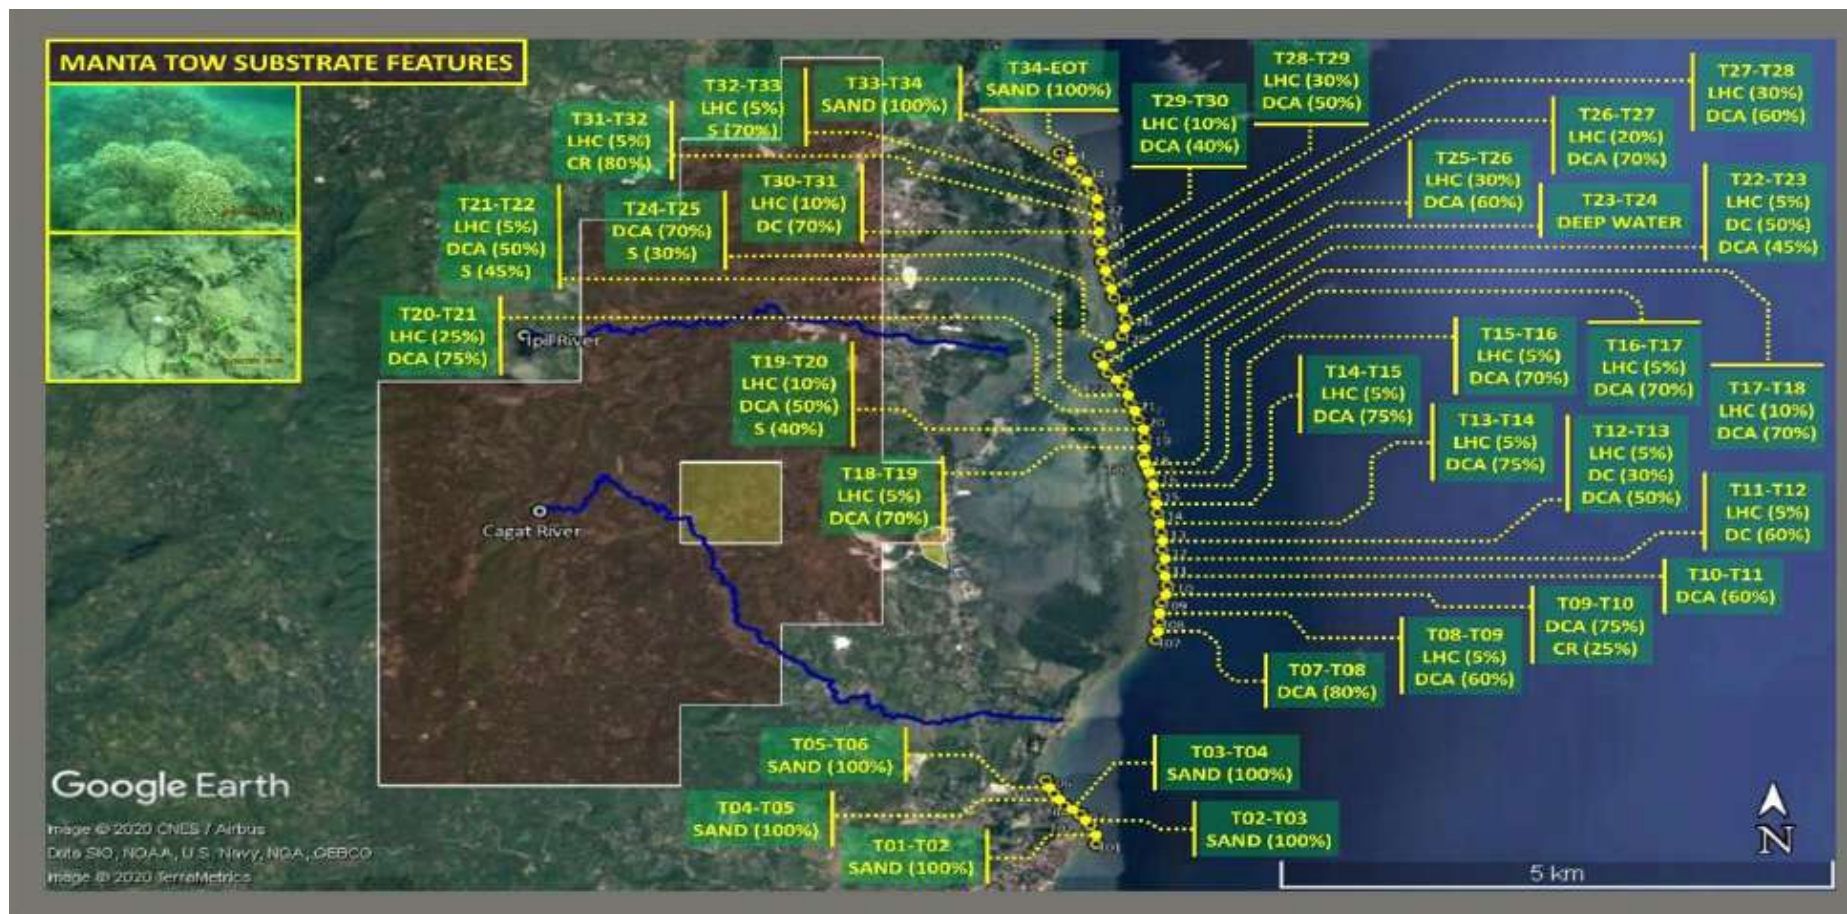 MANTA TOW SUBSTRATE FEATURES
T32-T33
LHC (5%)
S (70%)
T33-T34
SAND (100%)
T34-EOT
SAND (100%)
T28-T29
LHC (30%)
DCA (50%)
T27-T28
LHC (30%)
DCA (60%)
T31-T32
LHC (5%)
CR (80%)
T29-T30
LHC (10%)
DCA (40%)
T26-T27
LHC (20%)
DCA (70%)
T25-T26
LHC (30%)
DCA (60%)
T22-T23
LHC (5%)
DC (50%)
DCA (45%)
T23-T24
DEEP WATER
T30-T31
LHC (10%)
DC (70%)
T21-T22
LHC (5%)
DCA (50%)
S (45%)
T24-T25
DCA (70%)
S (30%)
T20-T21
LHC (25%)
DCA (75%)
Ipil River
T19-T20
LHC (10%)
DCA (50%)
S (40%)
T15-T16
LHC (5%)
DCA (70%)
T16-T17
LHC (5%)
DCA (70%)
T14-T15
LHC (5%)
DCA (75%)
T17-T18
LHC (10%)
DCA (70%)
T13-T14
LHC (5%)
DCA (75%)
T12-T13
LHC (5%)
DC (30%)
DCA (50%)
T18-T19
LHC (5%)
DCA (70%)
T11-T12
LHC (5%)
DC (60%)
Cagat River
T10-T11
DCA (60%)
T09-T10
DCA (75%)
CR (25%)
T08-T09
LHC (5%)
DCA (60%)
T07-T08
DCA (80%)
T05-T06
SAND (100%)
T03-T04
SAND (100%)
T04-T05
SAND (100%)
T02-T03
SAND (100%)
T01-T02
SAND (100%)
Google Earth
Image © 2020 CNES / Airbus
Data SIO, NOAA, U.S. Navy, NGA, GEBCO
Image © 2020 TerraMetrics
N
5 km